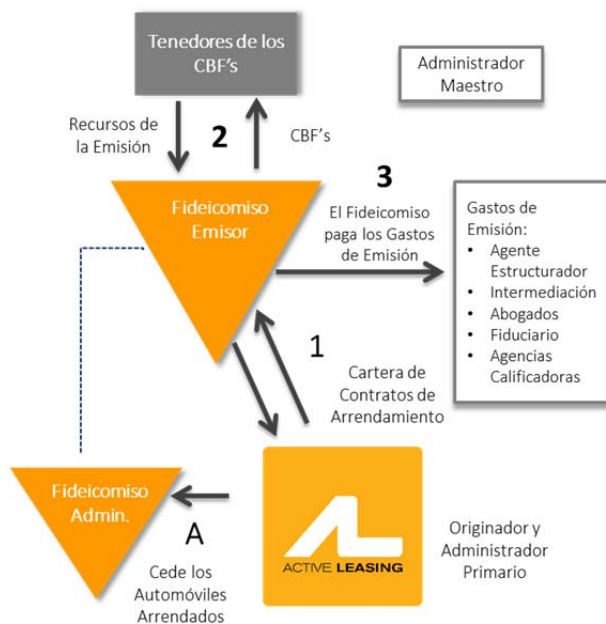 Tenedores de los
CBF's
Administrador
Maestro
Recursos de
la Emisión
2
CBF's
3
Fideicomiso
Emisor
El Fideicomiso
paga los Gastos
de Emisión
Gastos de
Emisión:
• Agente
Estructurador
• Intermediación
• Abogados
• Fiduciario
• Agencias
Calificadoras
1
Cartera de
Contratos de
Arrendamiento
Fideicomiso
Admin.
A
Cede los
Automóviles
Arrendados
AL
ACTIVE LEASING
Originador y
Administrador
Primario